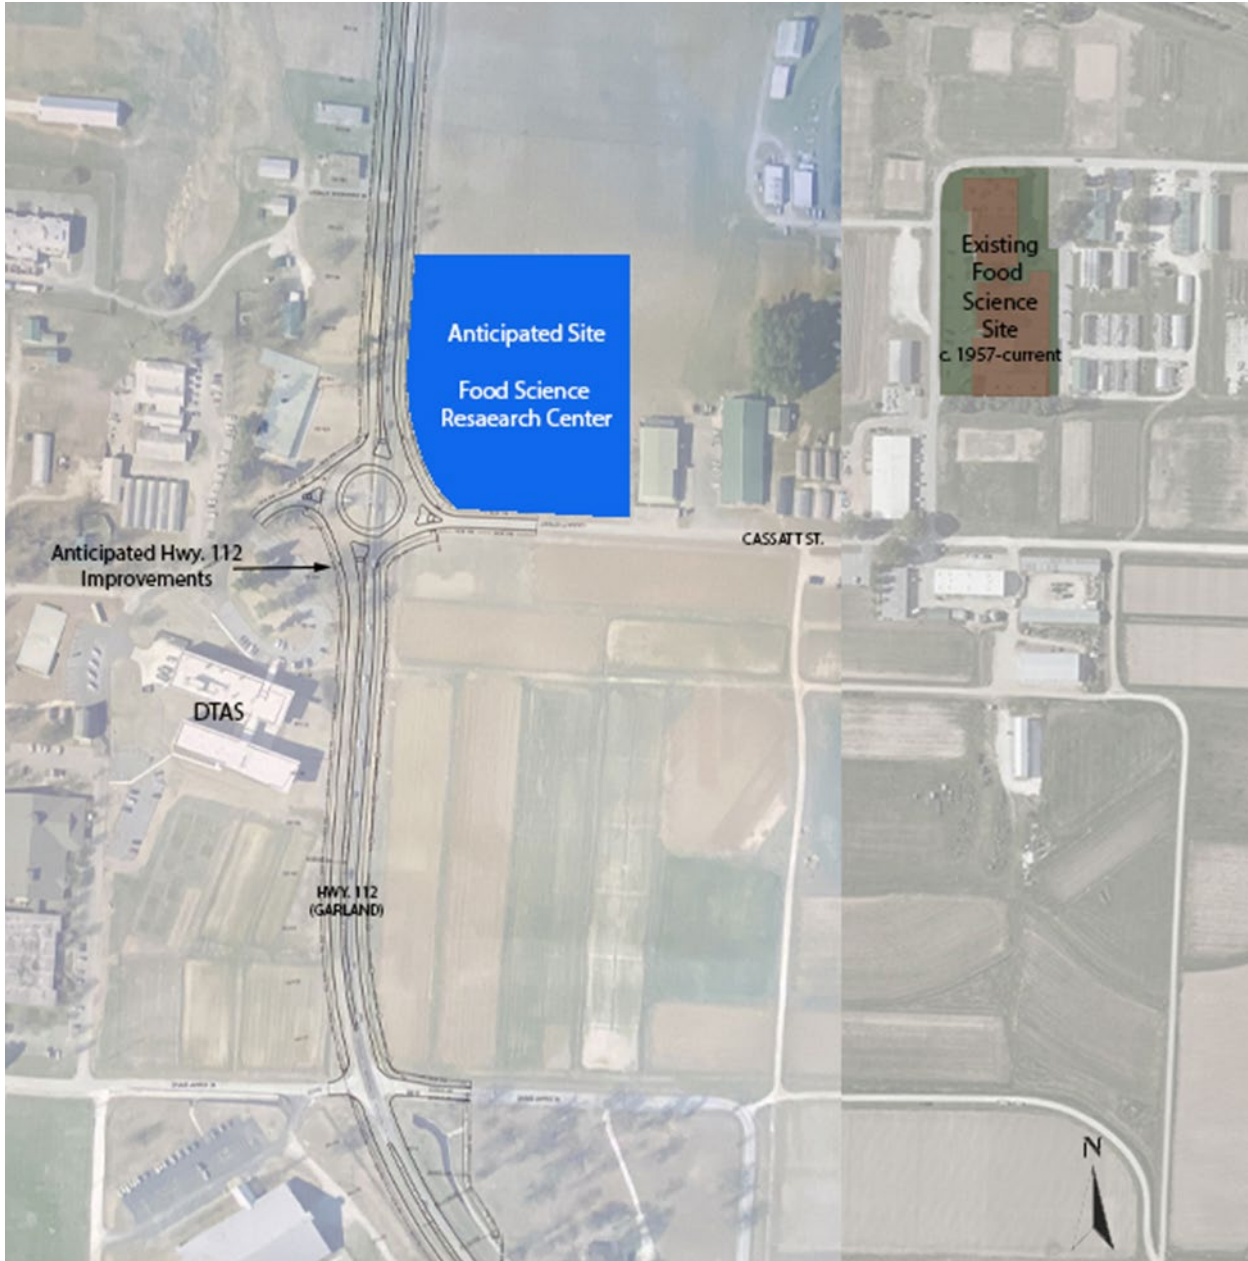 Anticipated Site
Food Science
Resaearch Center
Existing
Food
Science
Site
c. 1957-current
CASSATT ST.
Anticipated Hwy. 112
Improvements
DTAS
HWY. 112
(GARLAND)
N